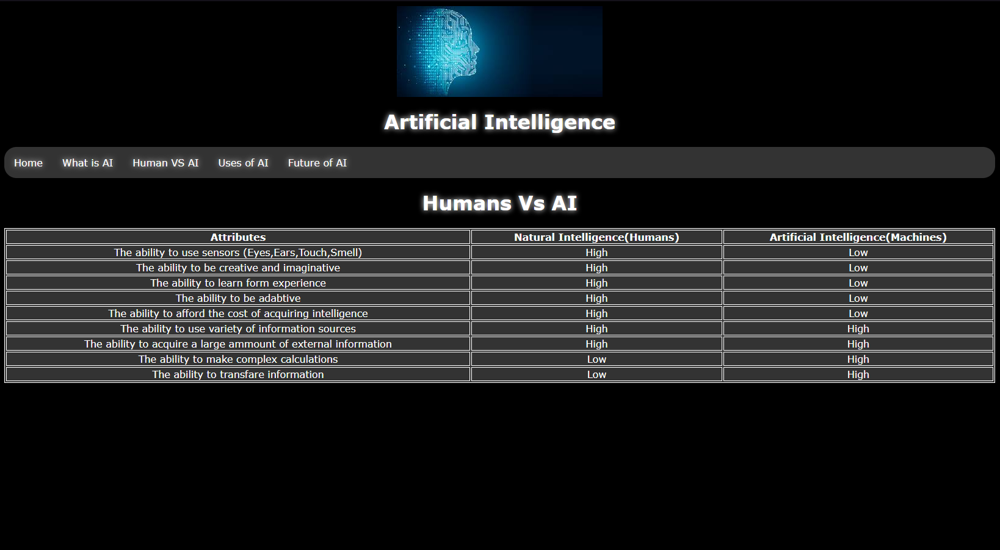 Artificial Intelligence
Home What is AI Human VS AI Uses of AI Future of AI
Humans Vs AI
Attributes Natural Intelligence(Humans) Artificial Intelligence(Machines)
The ability to use sensors (Eyes,Ears,Touch,Smell) High Low
The ability to be creative and imaginative High Low
The ability to learn form experience High Low
The ability to be adabtive High Low
The ability to afford the cost of acquiring intelligence High Low
The ability to use variety of information sources High High
The ability to acquire a large ammount of external information High High
The ability to make complex calculations Low High
The ability to transfare information Low High